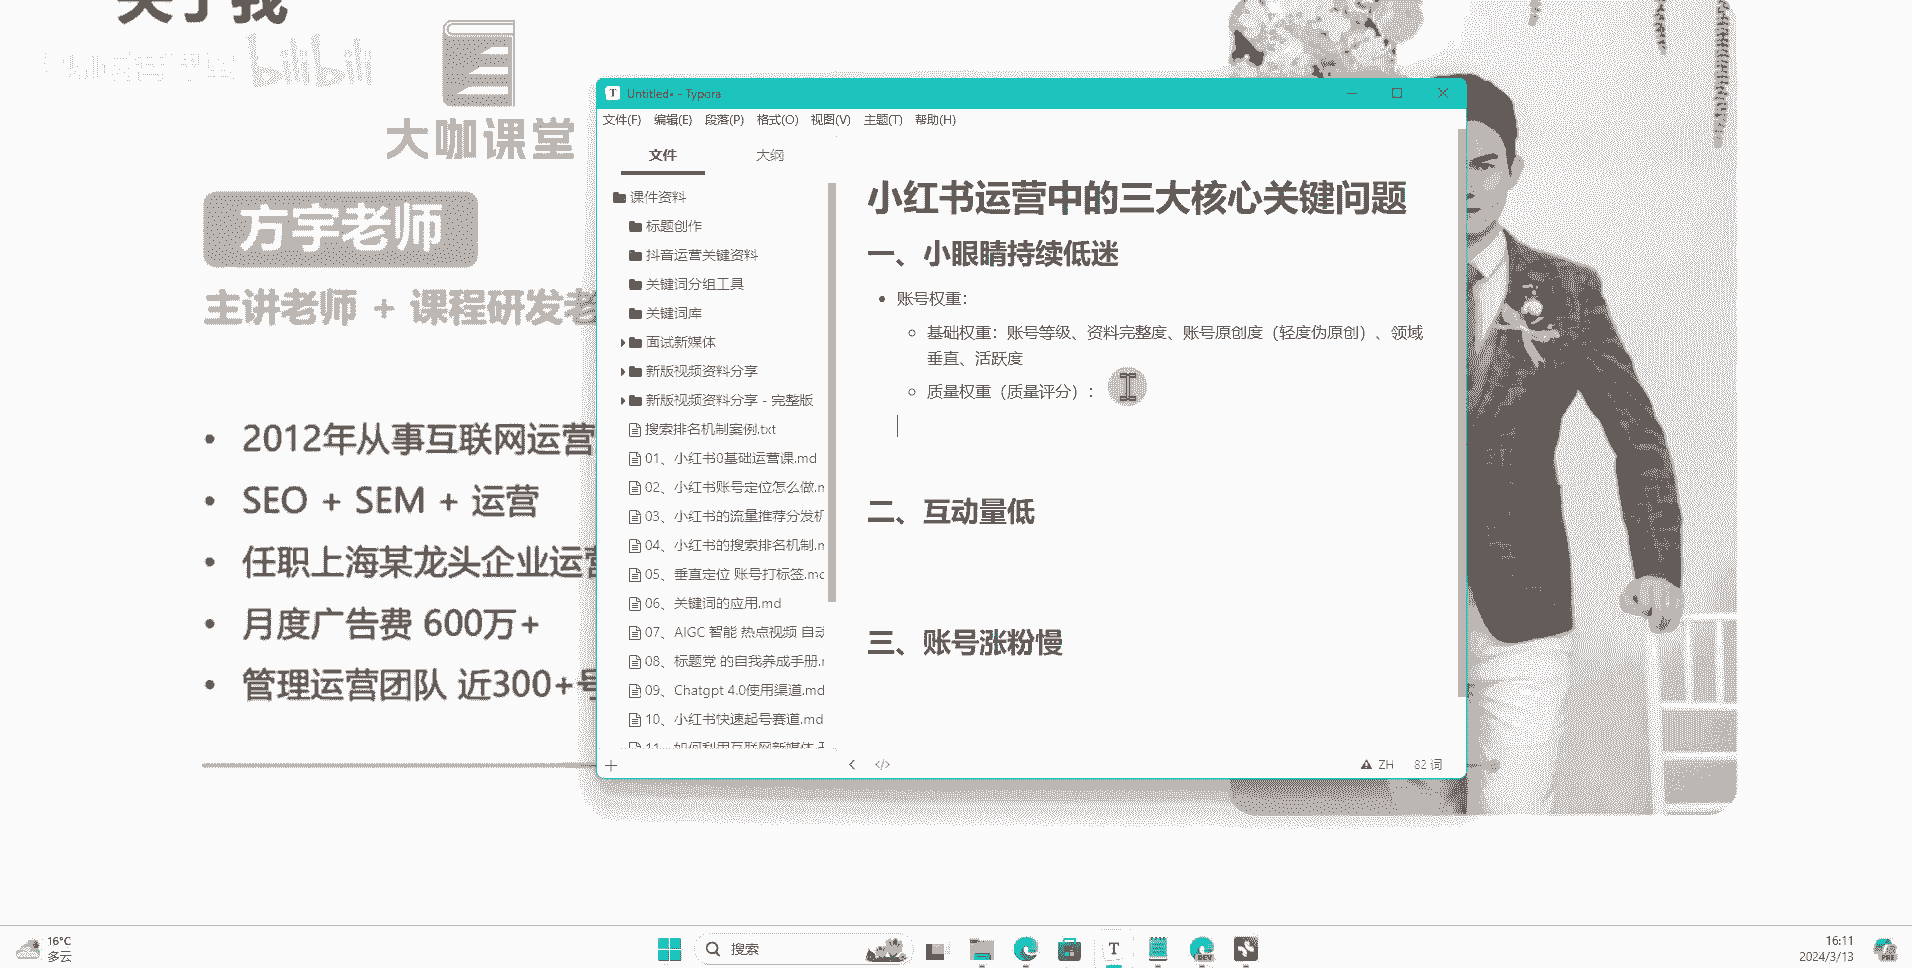 关于我
bilibili
大咖课堂
方宇老师
主讲老师 + 课程研发老
• 2012年从事互联网运营
• SEO + SEM + 运营
• 任职上海某龙头企业运营
• 月度广告费 600万+
• 管理运营团队 近300+号
Untitled• - Typora
文件(F) 编辑(E) 段落(P) 格式(O) 视图(V) 主题(T) 帮助(H)
文件 大纲
课件资料
标题创作
抖音运营关键资料
关键词分组工具
关键词库
面试新媒体
新版视频资料分享
新版视频资料分享 - 完整版
搜索排名机制案例.txt
01、小红书0基础运营课.md
02、小红书账号定位怎么做.m
03、小红书的流量推荐分发机
04、小红书的搜索排名机制.m
05、垂直定位 账号打标签.mc
06、关键词的应用.md
07、AIGC 智能 热点视频 自动
08、标题党 的自我养成手册.r
09、Chatgpt 4.0使用渠道.md
10、小红书快速起号赛道.md
11、如何利用互联网新媒体
小红书运营中的三大核心关键问题
一、小眼睛持续低迷
• 账号权重：
◦ 基础权重：账号等级、资料完整度、账号原创度（轻度伪原创）、领域
垂直、活跃度
◦ 质量权重（质量评分）：
二、互动量低
三、账号涨粉慢
ZH 82 词
16°C
多云
搜索
T
DEV
16:11
2024/3/13
PRE